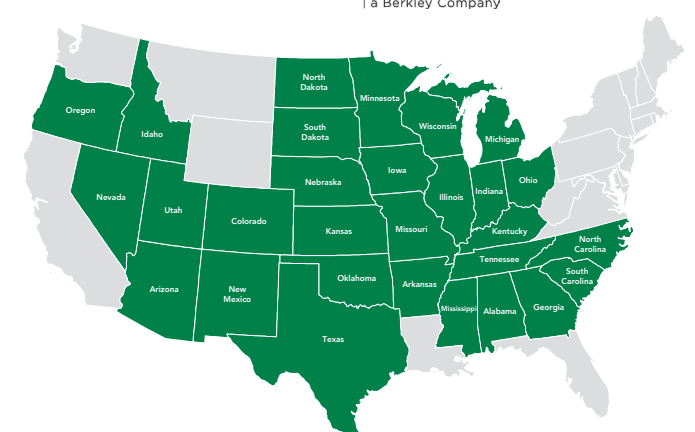 | a Berkley Company
North
Dakota
Minnesota
Oregon
Idaho
South
Dakota
Wisconsin
Michigan
Nebraska
Iowa
Nevada
Utah
Colorado
Kansas
Missouri
Illinois
Indiana
Ohio
Kentucky
North
Carolina
Tennessee
South
Carolina
Arizona
New
Mexico
Oklahoma
Arkansas
Mississippi
Alabama
Georgia
Texas